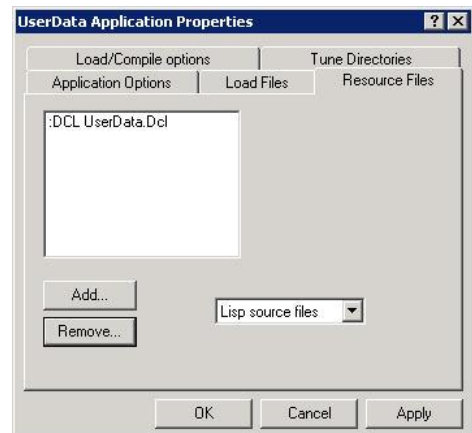 UserData Application Properties
Load/Compile options
Tune Directories
Application Options
Load Files
Resource Files
:DCL UserData.Dcl
Add...
Lisp source files
Remove...
OK
Cancel
Apply